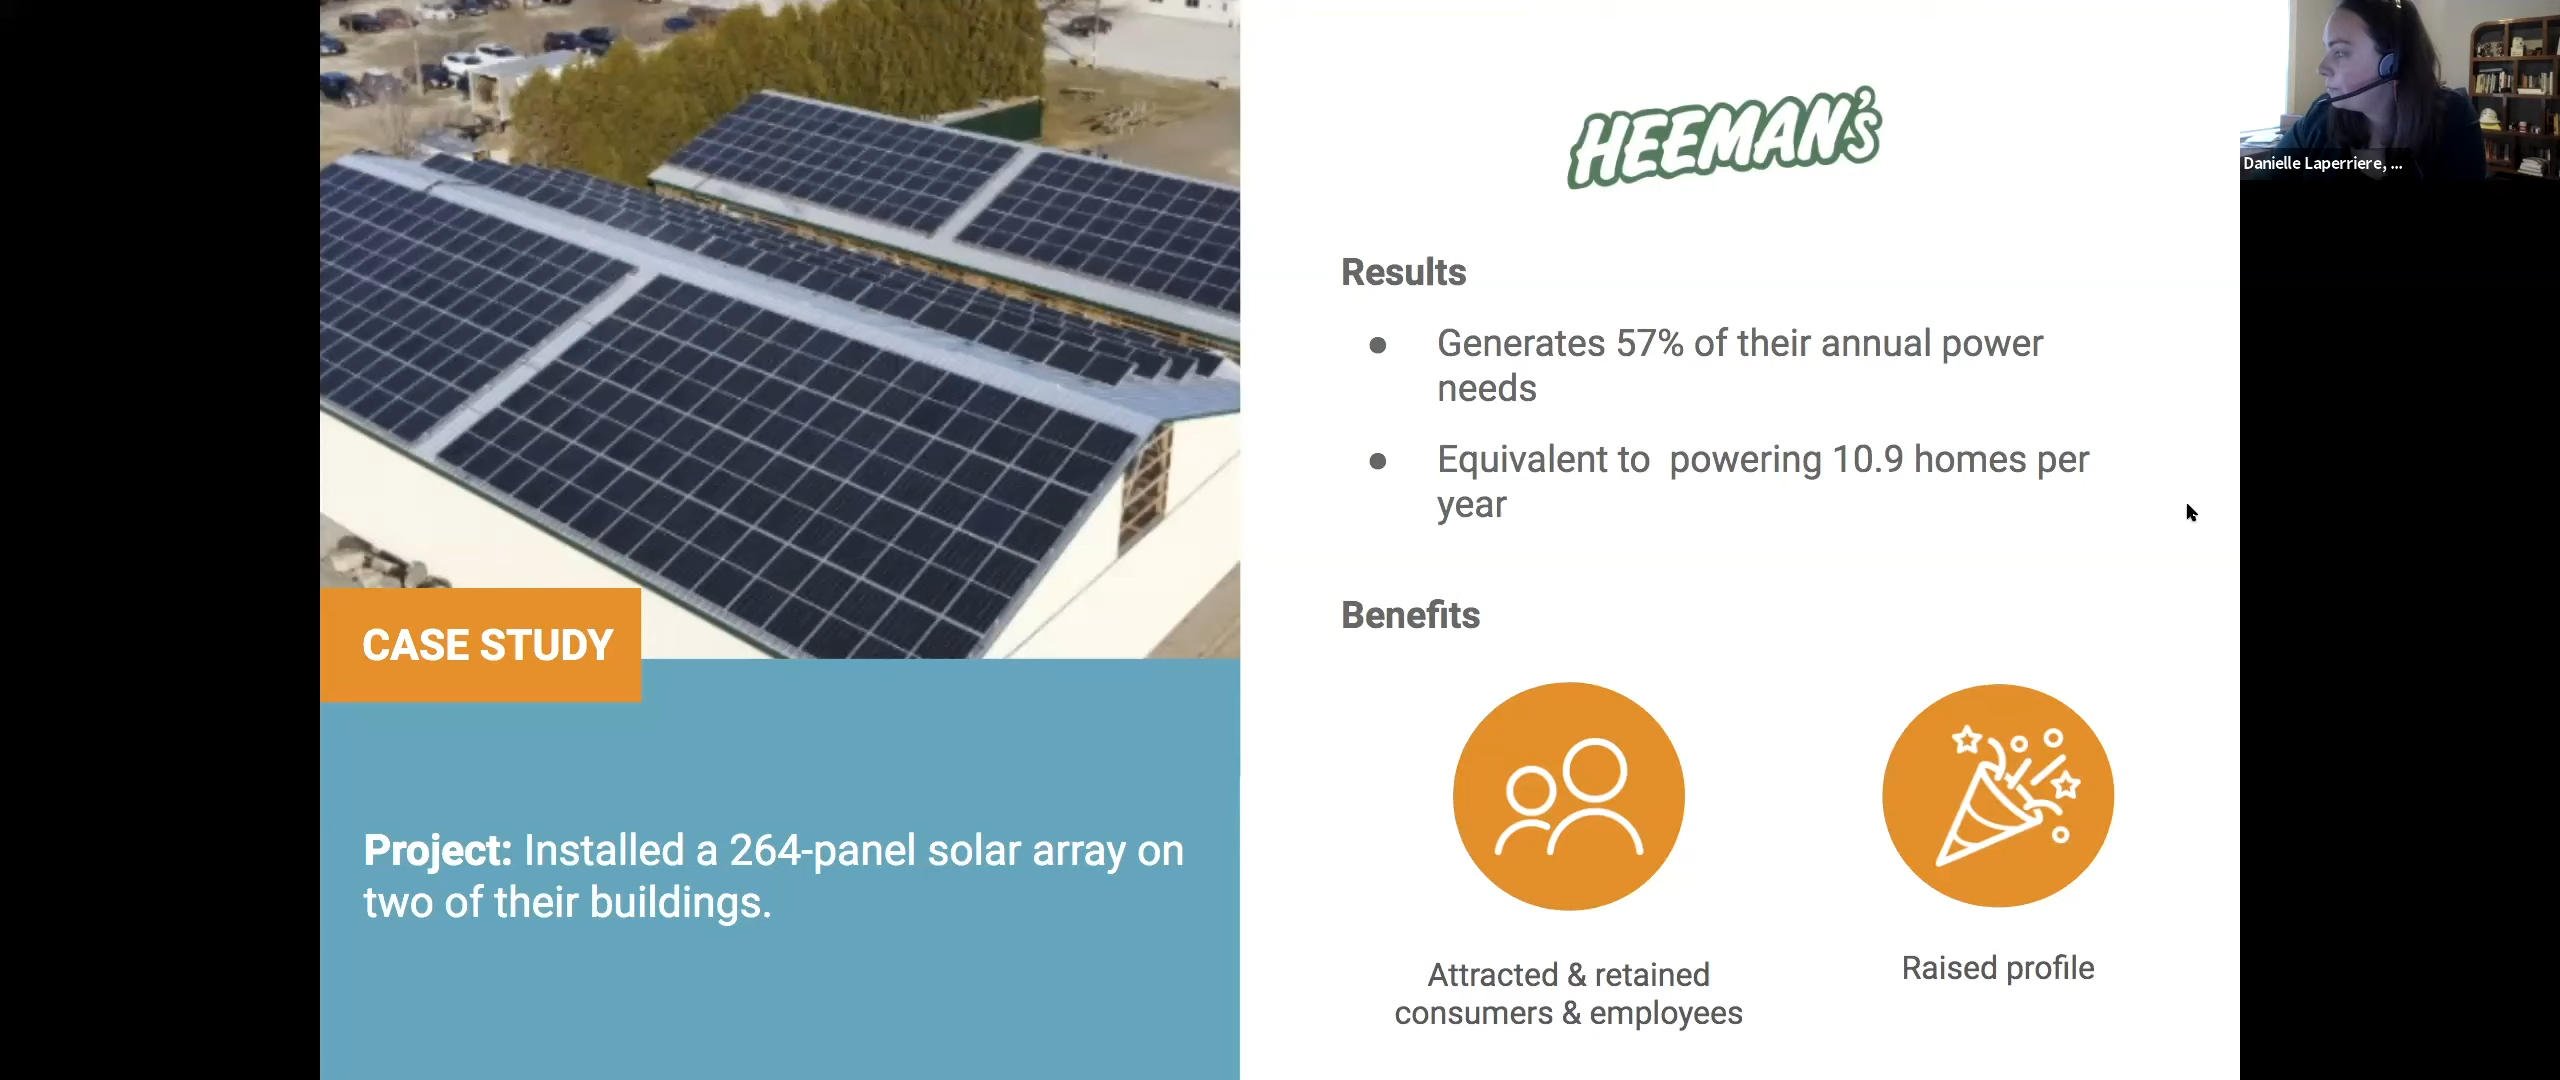 HEEMAN's
Danielle Laperriere, ...
Results
● Generates 57% of their annual power
needs
● Equivalent to  powering 10.9 homes per
year
Benefits
Attracted & retained
consumers & employees
Raised profile
CASE STUDY
Project: Installed a 264-panel solar array on
two of their buildings.